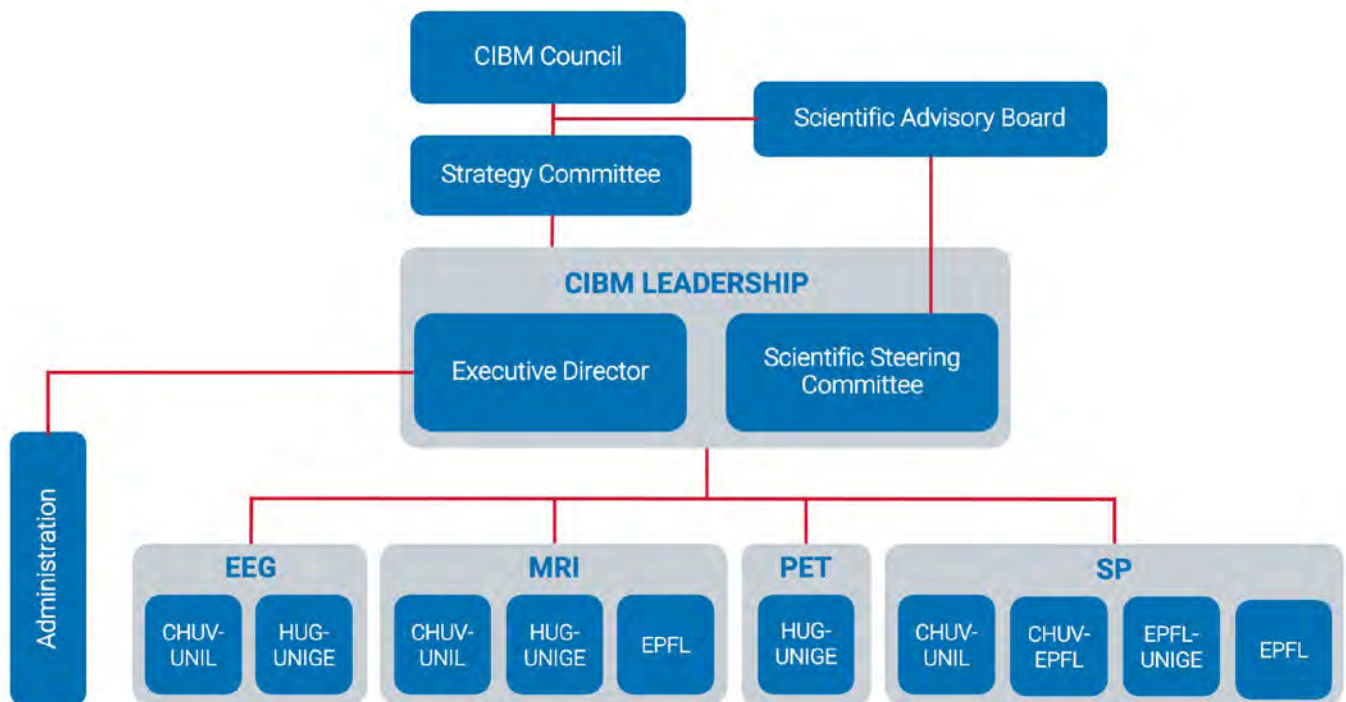 CIBM Council
Scientific Advisory Board
Strategy Committee
CIBM LEADERSHIP
Executive Director
Scientific Steering
Committee
Administration
EEG
CHUV-
UNIL
HUG-
UNIGE
MRI
CHUV-
UNIL
HUG-
UNIGE
EPFL
PET
HUG-
UNIGE
SP
CHUV-
UNIL
CHUV-
EPFL
EPFL-
UNIGE
EPFL